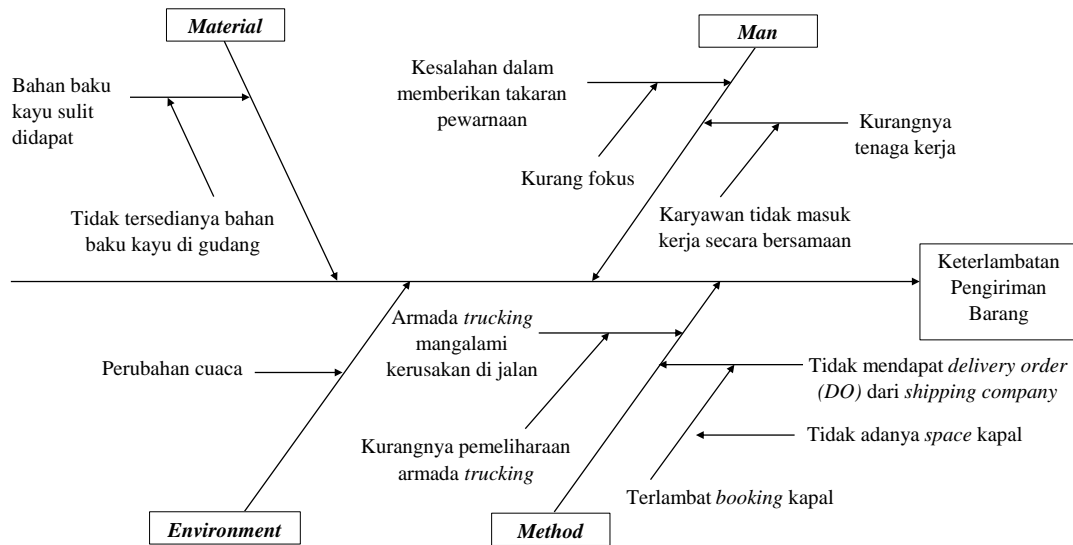 Material
Man
Bahan baku
kayu sulit
didapat
Kesalahan dalam
memberikan takaran
pewarnaan
Kurangnya
tenaga kerja
Kurang fokus
Tidak tersedianya bahan
baku kayu di gudang
Karyawan tidak masuk
kerja secara bersamaan
Keterlambatan
Pengiriman
Barang
Armada trucking
mangalami
kerusakan di jalan
Perubahan cuaca
Tidak mendapat delivery order
(DO) dari shipping company
Kurangnya pemeliharaan
armada trucking
Tidak adanya space kapal
Terlambat booking kapal
Environment
Method